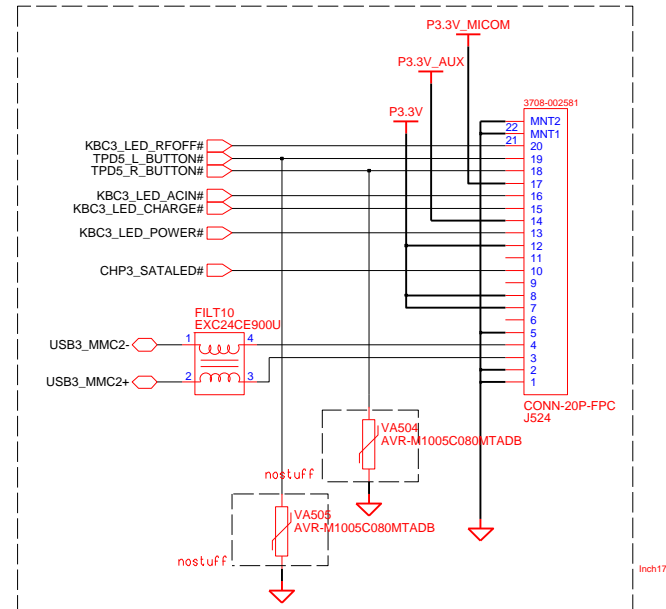 P3.3V_MICOM
P3.3V_AUX
P3.3V
3708-002581
MNT2
22 MNT1
21 20
KBC3_LED_RFOFF#
TPD5_L_BUTTON# 19
TPD5_R_BUTTON# 18
17
KBC3_LED_ACIN# 16
KBC3_LED_CHARGE# 15
14
KBC3_LED_POWER# 13
12
11
CHP3_SATALED# 10
9
8
7
6
5
FILT10
EXC24CE900U
USB3_MMC2- 1 4 4
3
USB3_MMC2+ 2 3
2
1
CONN-20P-FPC
J524
VA504
AVR-M1005C080MTADB
nostuff
VA505
AVR-M1005C080MTADB
nostuff
Inch17